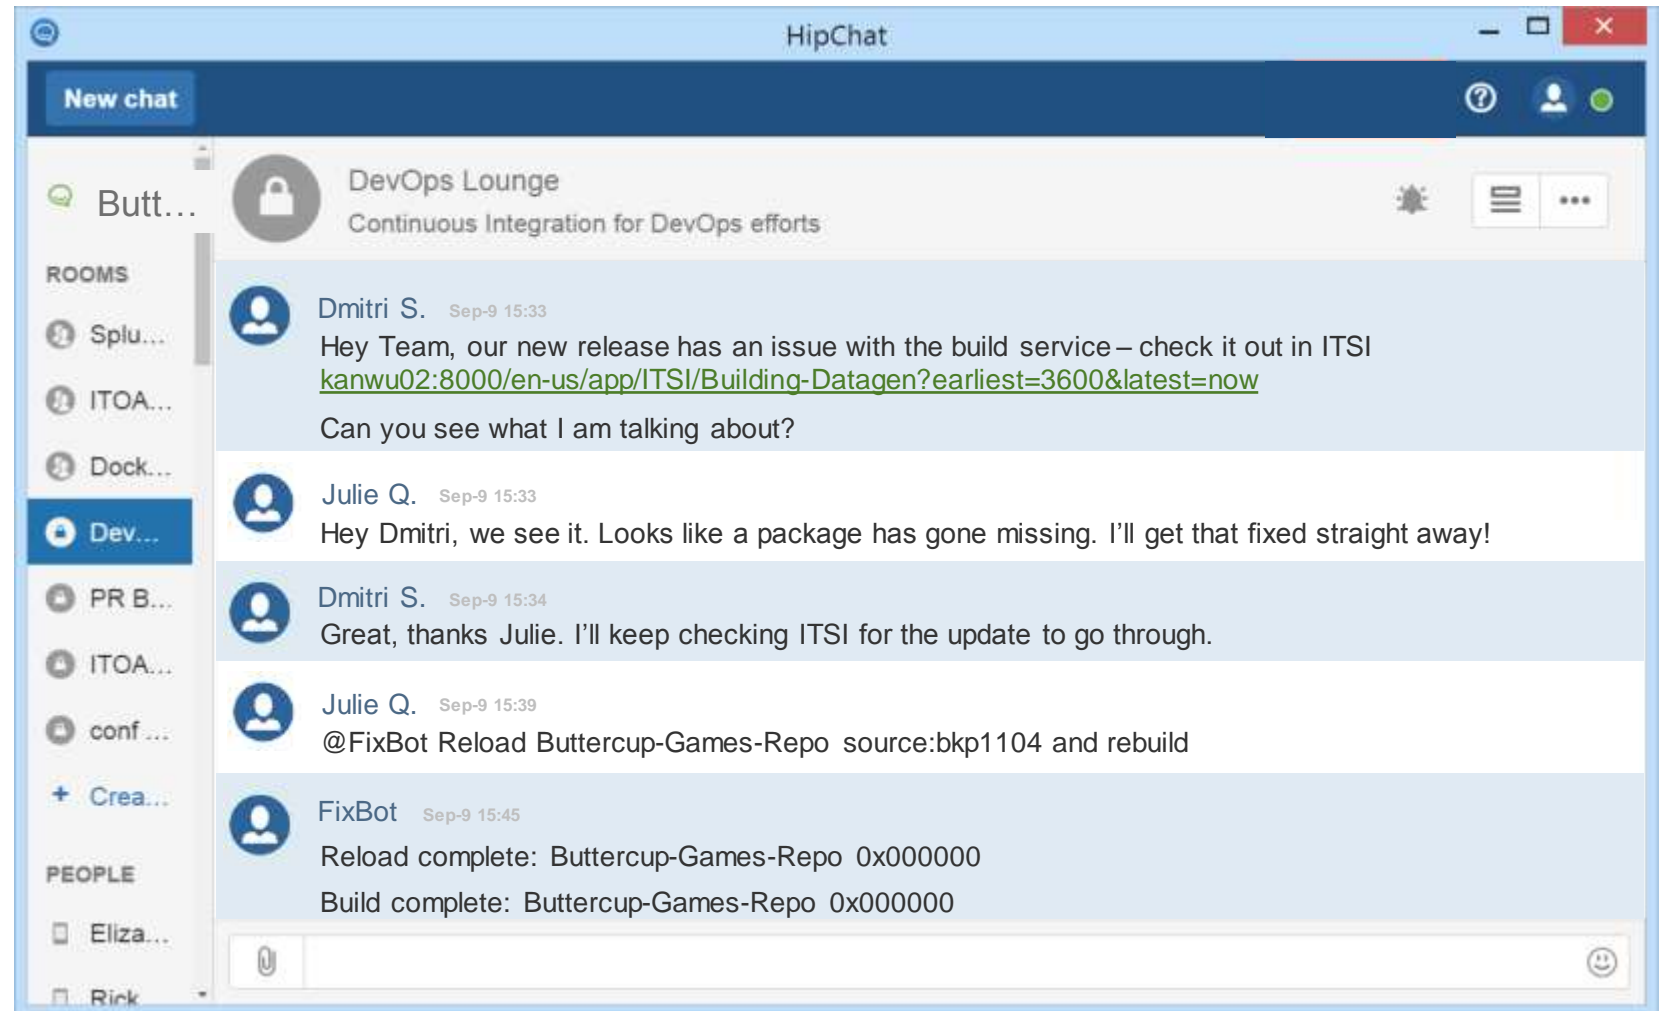 HipChat
New chat
Butt...
DevOps Lounge
Continuous Integration for DevOps efforts
ROOMS
Splu...
ITOA...
Dock...
Dev...
PR B...
ITOA...
conf ...
+ Crea...
PEOPLE
Eliza...
Rick
Dmitri S. Sep-9 15:33
Hey Team, our new release has an issue with the build service – check it out in ITSI
kanwu02:8000/en-us/app/ITSI/Building-Datagen?earliest=3600&latest=now
Can you see what I am talking about?
Julie Q. Sep-9 15:33
Hey Dmitri, we see it. Looks like a package has gone missing. I’ll get that fixed straight away!
Dmitri S. Sep-9 15:34
Great, thanks Julie. I’ll keep checking ITSI for the update to go through.
Julie Q. Sep-9 15:39
@FixBot Reload Buttercup-Games-Repo source:bkp1104 and rebuild
FixBot Sep-9 15:45
Reload complete: Buttercup-Games-Repo 0x000000
Build complete: Buttercup-Games-Repo 0x000000